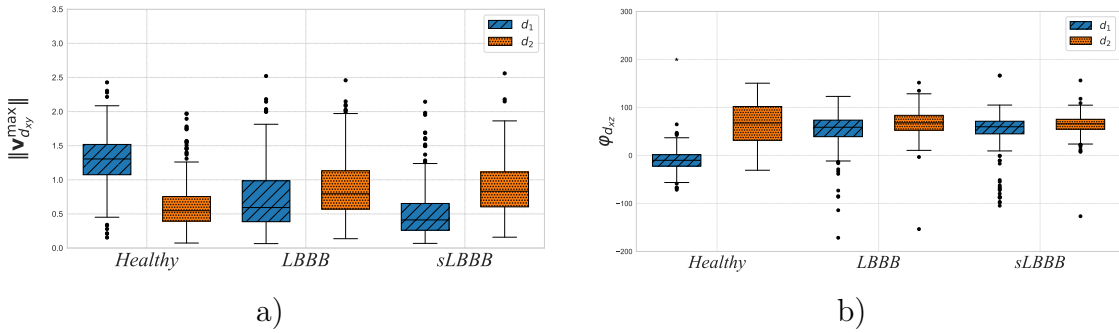 3.5
3.0
2.5
2.0
1.5
1.0
0.5
0.0
‖v^max_{d_xy}‖
d₁
d₂
Healthy
LBBB
sLBBB
a)
200
100
0
−100
−200
φ_{d_xz}
d₁
d₂
Healthy
LBBB
sLBBB
b)